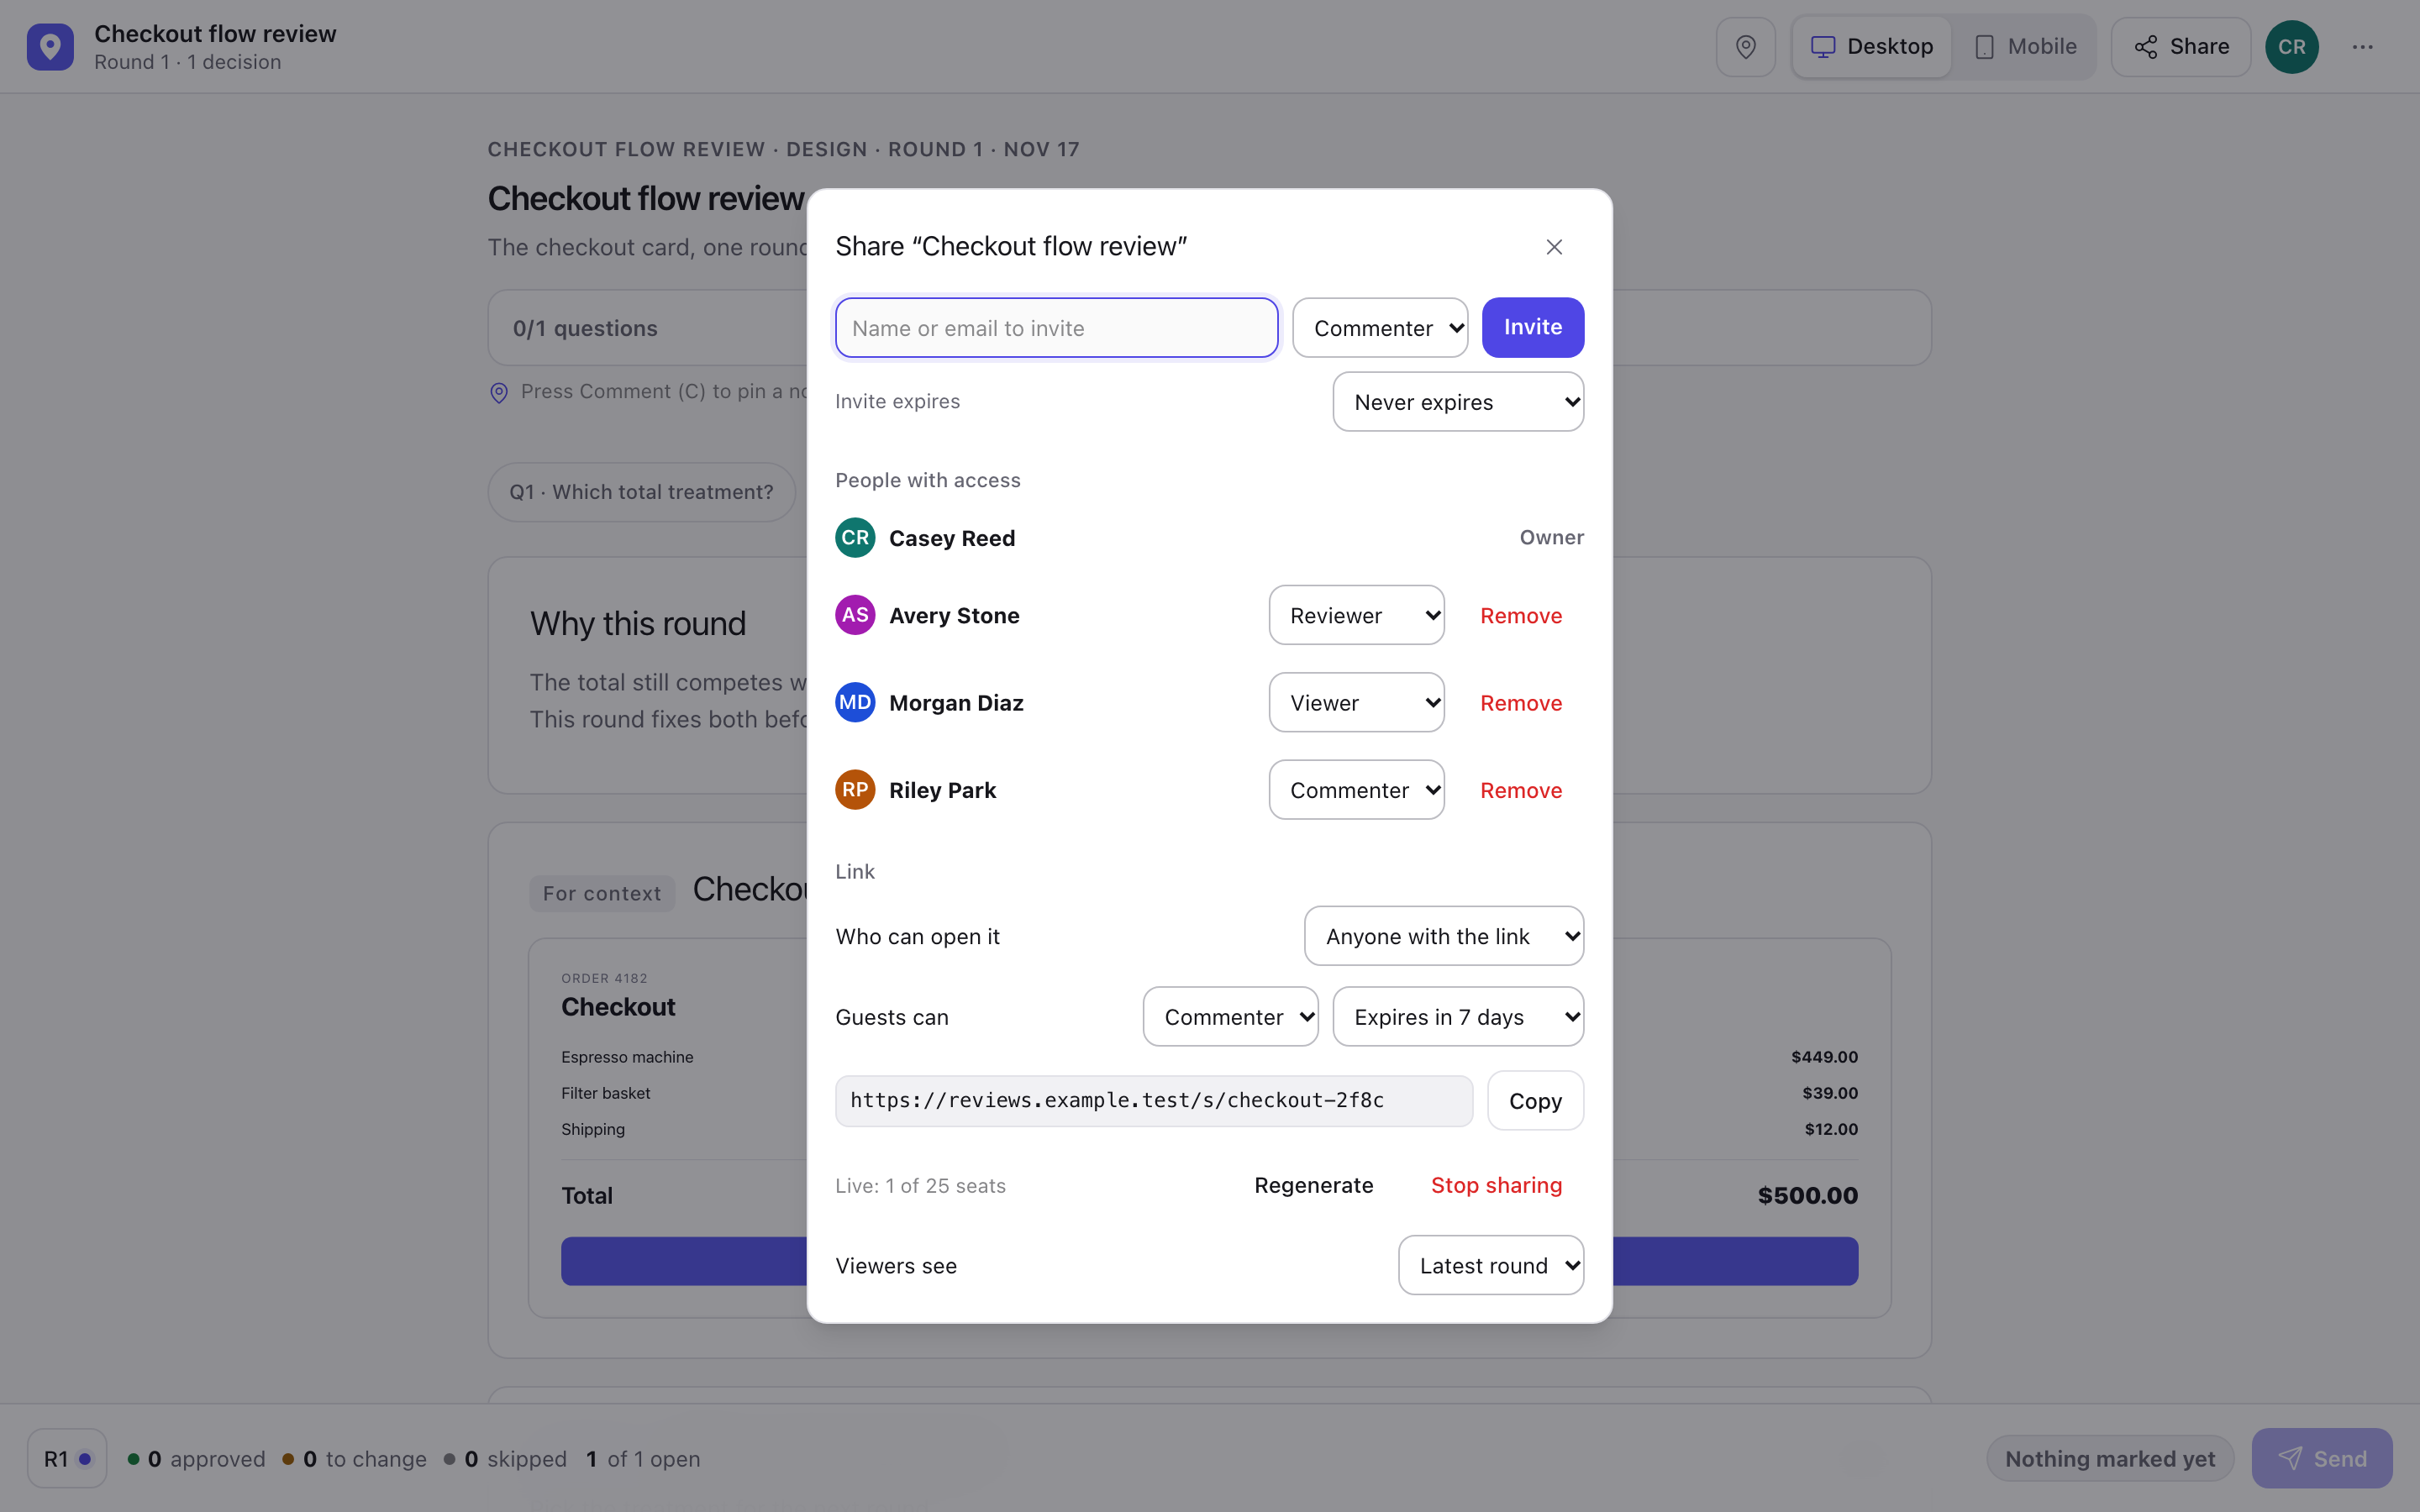 Checkout flow review
Round 1 · 1 decision
Desktop
Mobile
Share
CR
CHECKOUT FLOW REVIEW · DESIGN · ROUND 1 · NOV 17
Checkout flow review
The checkout card, one round
0/1 questions
Press Comment (C) to pin a no
Q1 · Which total treatment?
Why this round
The total still competes w
This round fixes both befo
For context
Checkou
ORDER 4182
Checkout
Espresso machine
$449.00
Filter basket
$39.00
Shipping
$12.00
Total
$500.00
Share “Checkout flow review”
Name or email to invite
Commenter
Invite
Invite expires
Never expires
People with access
CR
Casey Reed
Owner
AS
Avery Stone
Reviewer
Remove
MD
Morgan Diaz
Viewer
Remove
RP
Riley Park
Commenter
Remove
Link
Who can open it
Anyone with the link
Guests can
Commenter
Expires in 7 days
https://reviews.example.test/s/checkout-2f8c
Copy
Live: 1 of 25 seats
Regenerate
Stop sharing
Viewers see
Latest round
R1
0 approved
0 to change
0 skipped
1 of 1 open
Nothing marked yet
Send